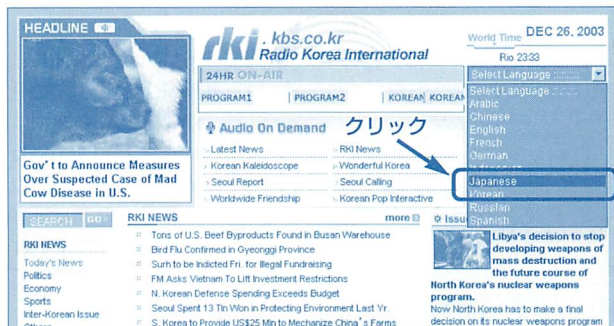 HEADLINE
rki . kbs.co.kr
Radio Korea International
World Time DEC 26, 2003
Rio 23:33
24HR ON-AIR
PROGRAM1 | PROGRAM2 | KOREAN KOREAN
Select Language
Select Language
Arabic
Chinese
English
French
German
Japanese
Korean
Russian
Spanish
Audio On Demand
クリック
Latest News
RKI News
Korean Kaleidoscope
Wonderful Korea
Seoul Report
Seoul Calling
Worldwide Friendship
Korean Pop Interactive
Gov't to Announce Measures
Over Suspected Case of Mad
Cow Disease in U.S.
SEARCH GO
RKI NEWS
Today's News
Politics
Economy
Sports
Inter-Korean Issue
Others
RKI NEWS more
Tons of U.S. Beef Byproducts Found in Busan Warehouse
Bird Flu Confirmed in Gyeonggi Province
Surh to be Indicted Fri. for Illegal Fundraising
FM Asks Vietnam To Lift Investment Restrictions
N. Korean Defense Spending Exceeds Budget
Seoul Spent 13 Tln Won in Protecting Environment Last Yr.
S. Korea to Provide US$25 Mln to Mechanize China's Farms
Issu
Libya's decision to stop
developing weapons of
mass destruction and
the future course of
North Korea's nuclear weapons
program.
Now North Korea has to make a final
decision on its nuclear weapons program